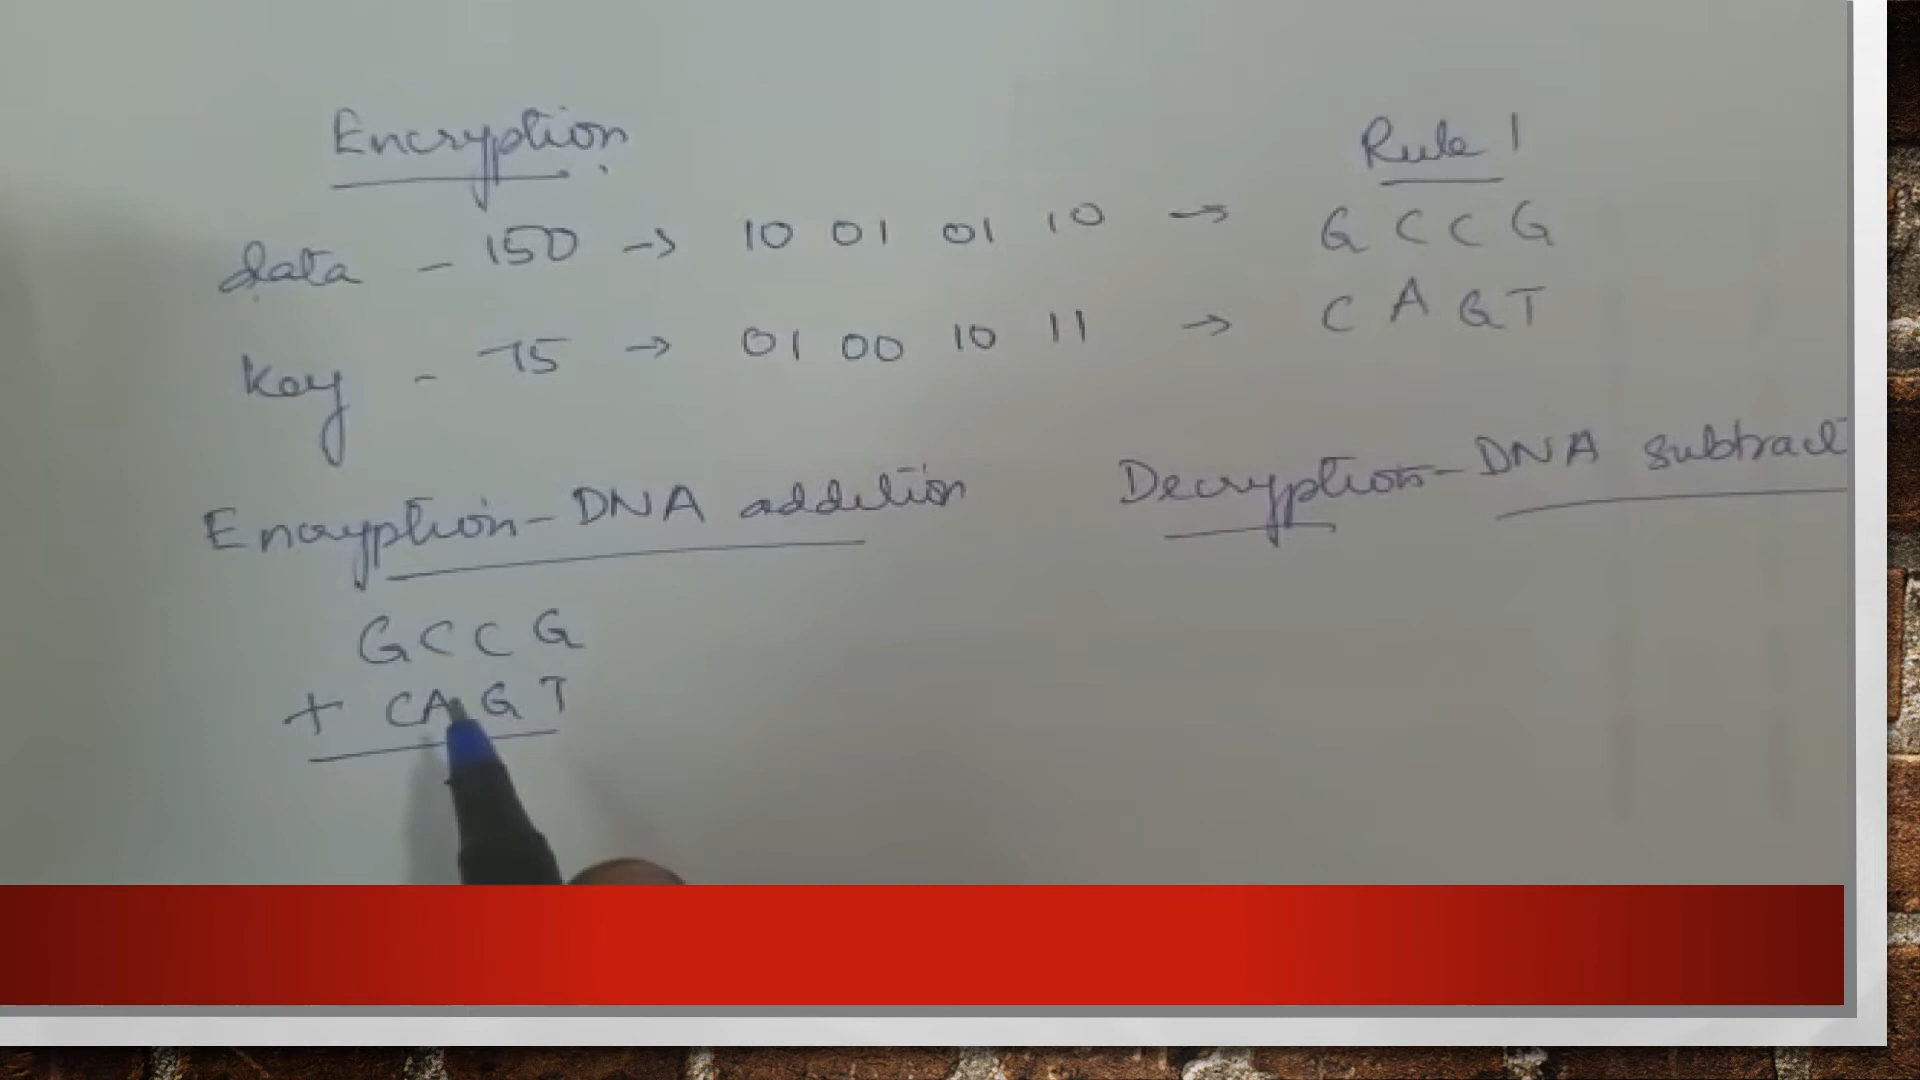 Encryption
Rule 1
data - 150 → 10 01 01 10 → G C C G
key - 75 → 01 00 10 11 → C A G T
Encryption - DNA addition
Decryption - DNA subtract
G C C G
+ C A G T